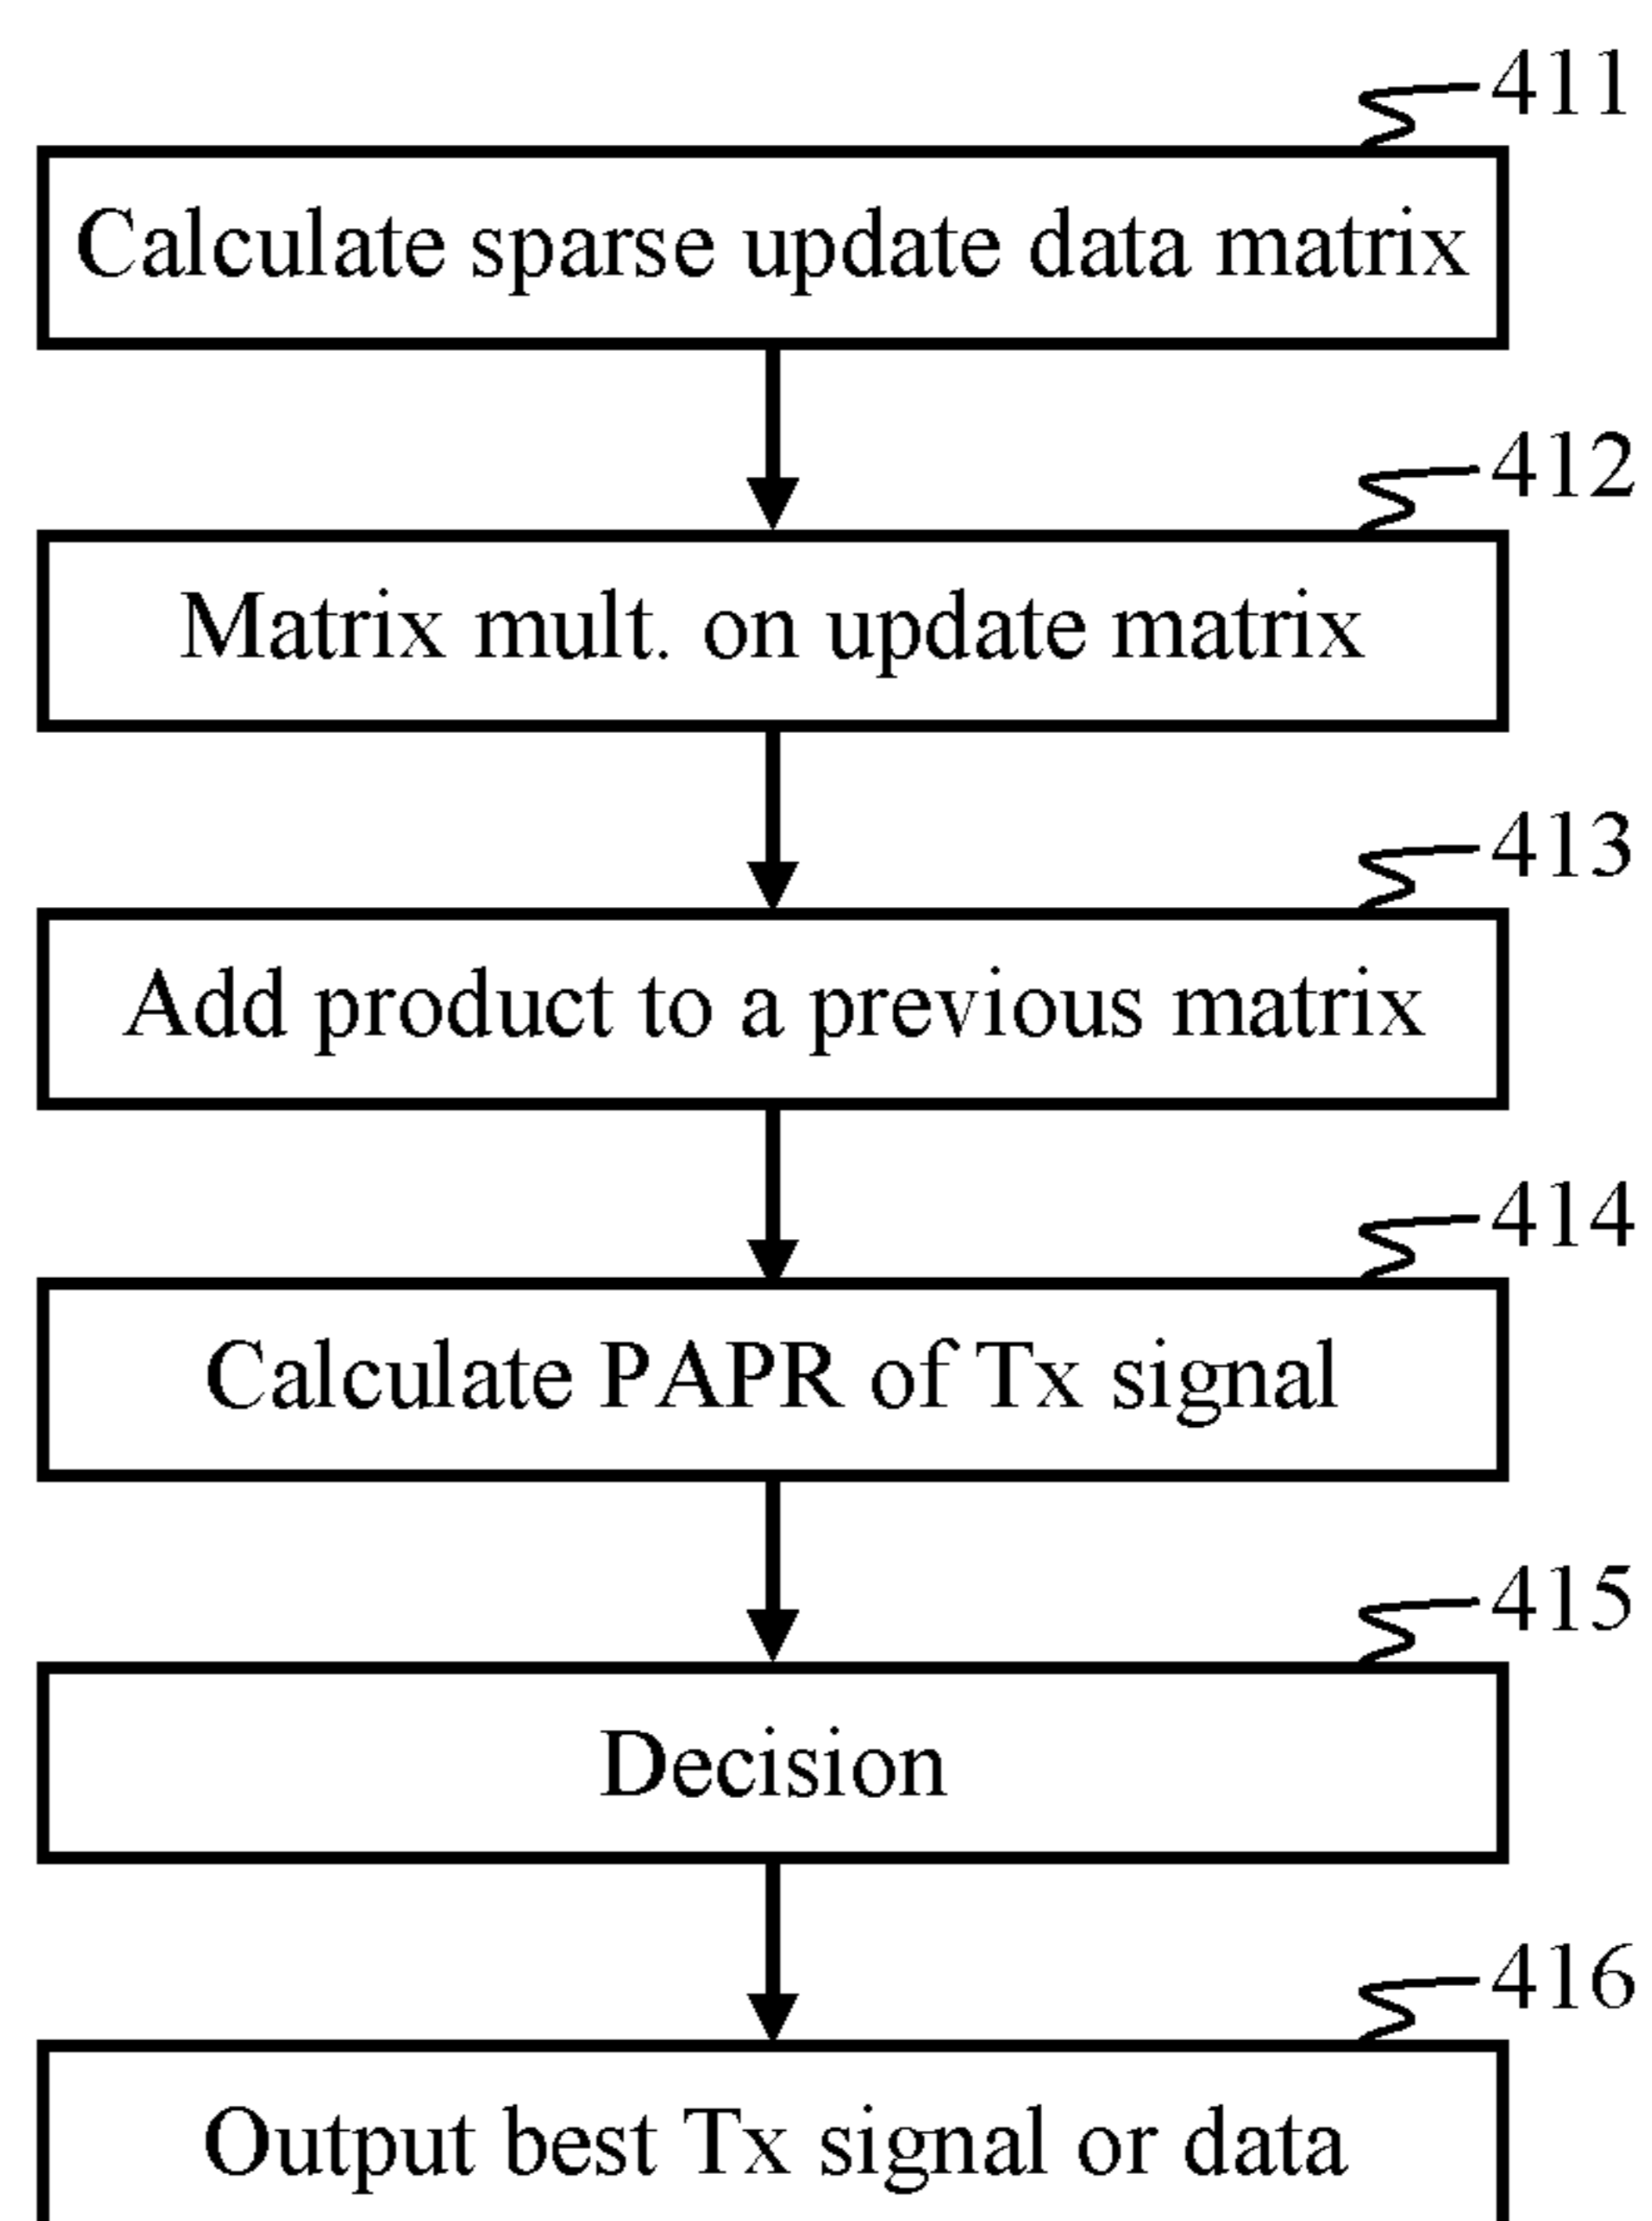 411
Calculate sparse update data matrix
412
Matrix mult. on update matrix
413
Add product to a previous matrix
414
Calculate PAPR of Tx signal
415
Decision
416
Output best Tx signal or data